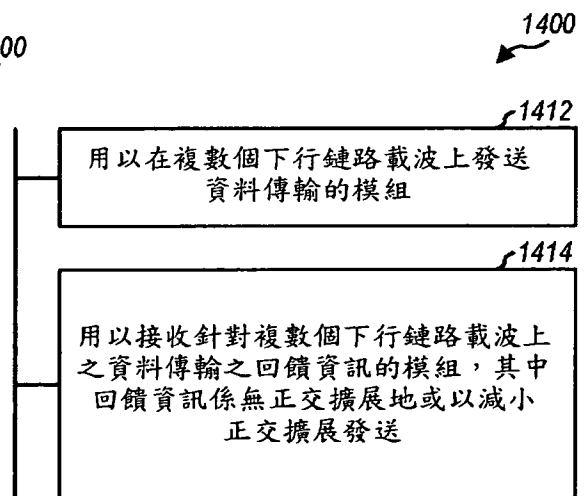 00
1400
1412
用以在複數個下行鏈路載波上發送
資料傳輸的模組
1414
用以接收針對複數個下行鏈路載波上
之資料傳輸之回饋資訊的模組，其中
回饋資訊係無正交擴展地或以減小
正交擴展發送